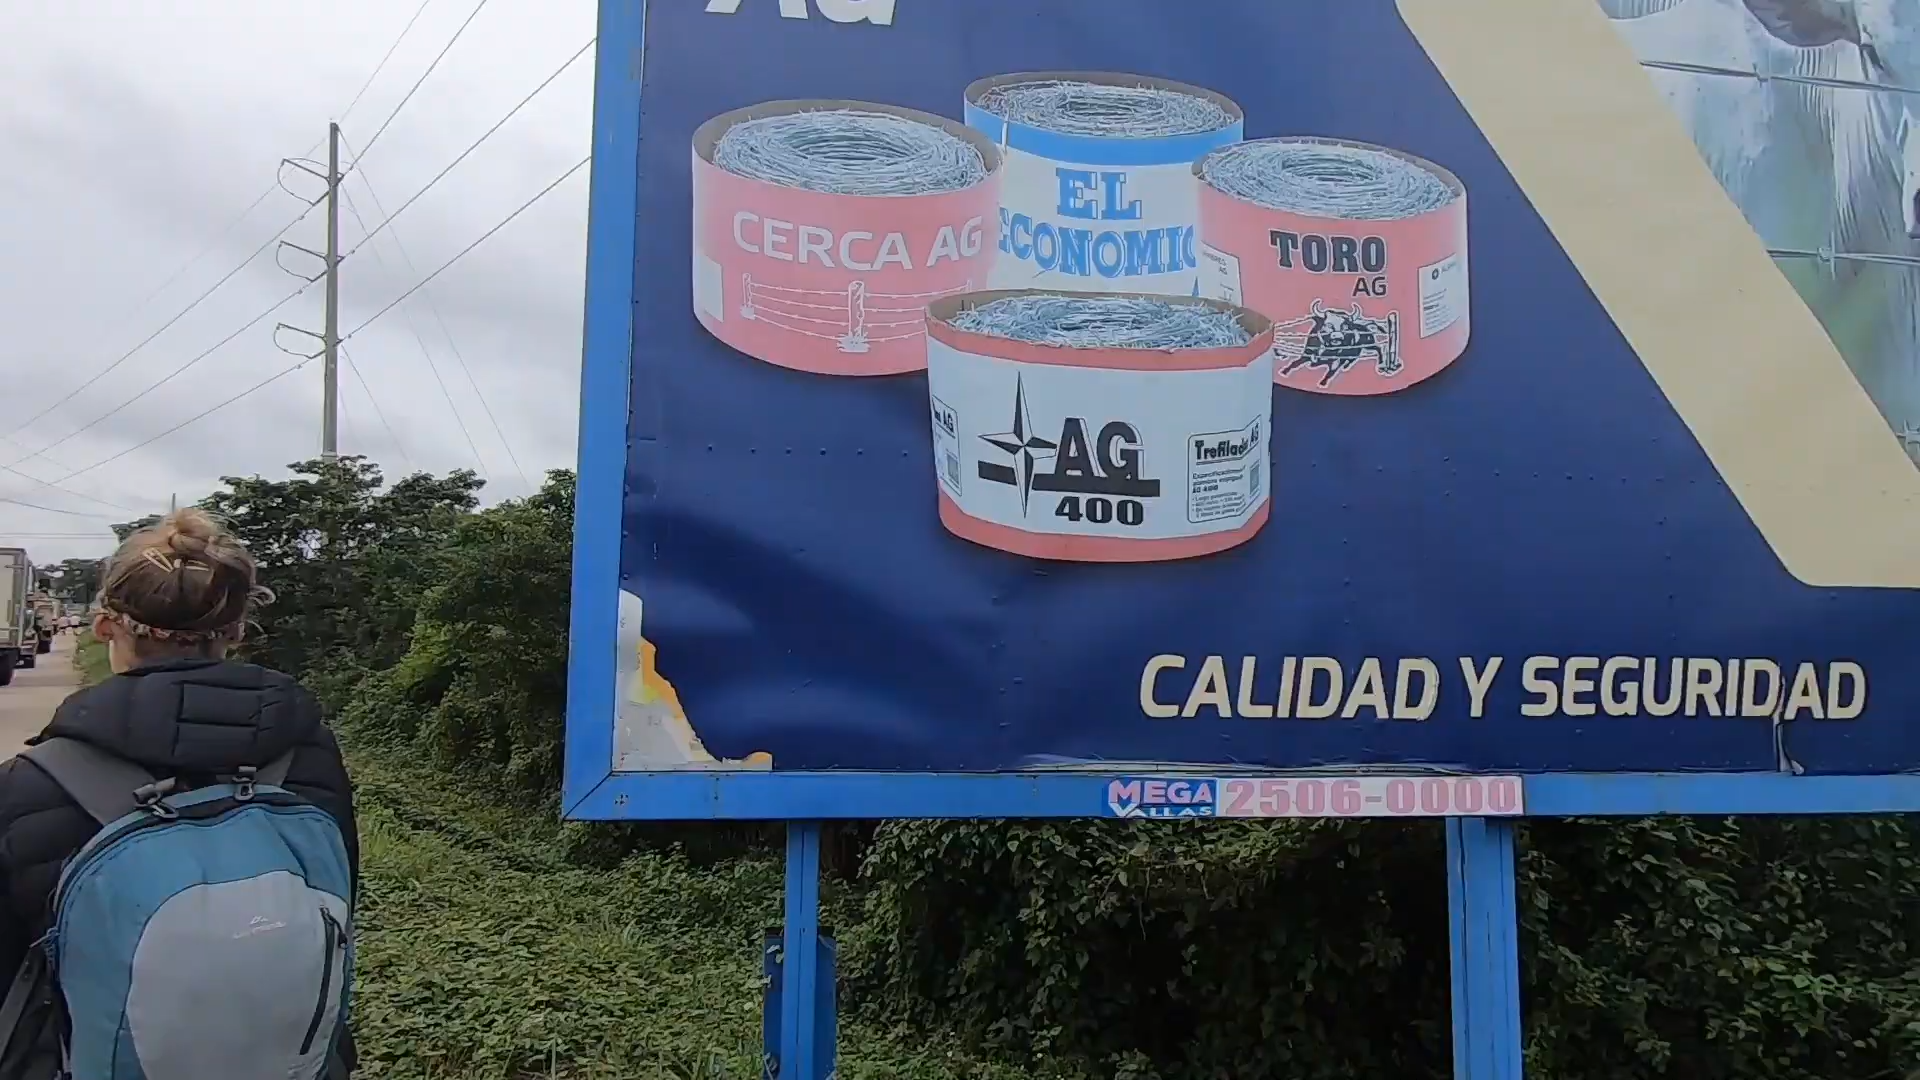 AG
CERCA AG
EL
ECONOMIC
TORO
AG
AG
400
Trefilados AG
CALIDAD Y SEGURIDAD
MEGA
VALLAS
2506-0000